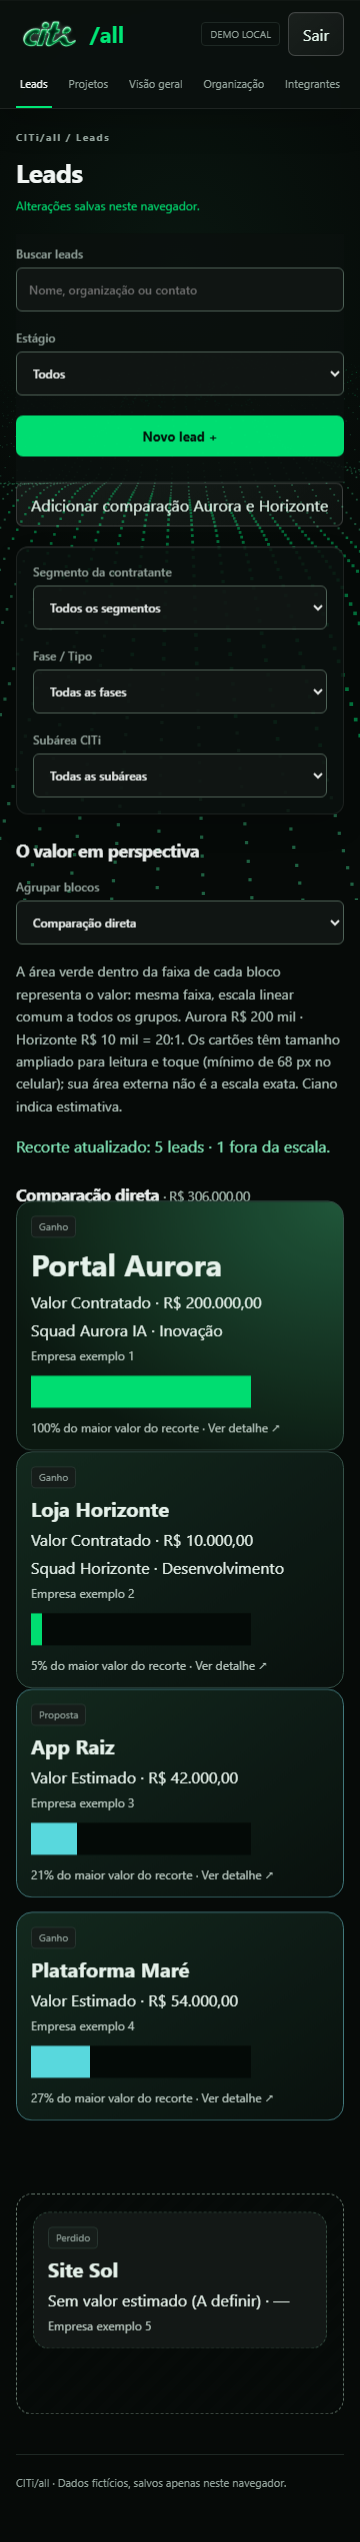 citi /all
DEMO LOCAL
Sair
Leads Projetos Visão geral Organização Integrantes
CITi/all / Leads
Leads
Alterações salvas neste navegador.
Buscar leads
Nome, organização ou contato
Estágio
Todos
Novo lead +
Adicionar comparação Aurora e Horizonte
Segmento da contratante
Todos os segmentos
Fase / Tipo
Todas as fases
Subárea CITi
Todas as subáreas
O valor em perspectiva
Agrupar blocos
Comparação direta
A área verde dentro da faixa de cada bloco
representa o valor: mesma faixa, escala linear
comum a todos os grupos. Aurora R$ 200 mil ·
Horizonte R$ 10 mil = 20:1. Os cartões têm tamanho
ampliado para leitura e toque (mínimo de 68 px no
celular); sua área externa não é a escala exata. Ciano
indica estimativa.
Recorte atualizado: 5 leads · 1 fora da escala.
Comparação direta · R$ 306.000,00
Ganho
Portal Aurora
Valor Contratado · R$ 200.000,00
Squad Aurora IA · Inovação
Empresa exemplo 1
100% do maior valor do recorte · Ver detalhe ↗
Ganho
Loja Horizonte
Valor Contratado · R$ 10.000,00
Squad Horizonte · Desenvolvimento
Empresa exemplo 2
5% do maior valor do recorte · Ver detalhe ↗
Proposta
App Raiz
Valor Estimado · R$ 42.000,00
Empresa exemplo 3
21% do maior valor do recorte · Ver detalhe ↗
Ganho
Plataforma Maré
Valor Estimado · R$ 54.000,00
Empresa exemplo 4
27% do maior valor do recorte · Ver detalhe ↗
Perdido
Site Sol
Sem valor estimado (A definir) · —
Empresa exemplo 5
CITi/all · Dados fictícios, salvos apenas neste navegador.